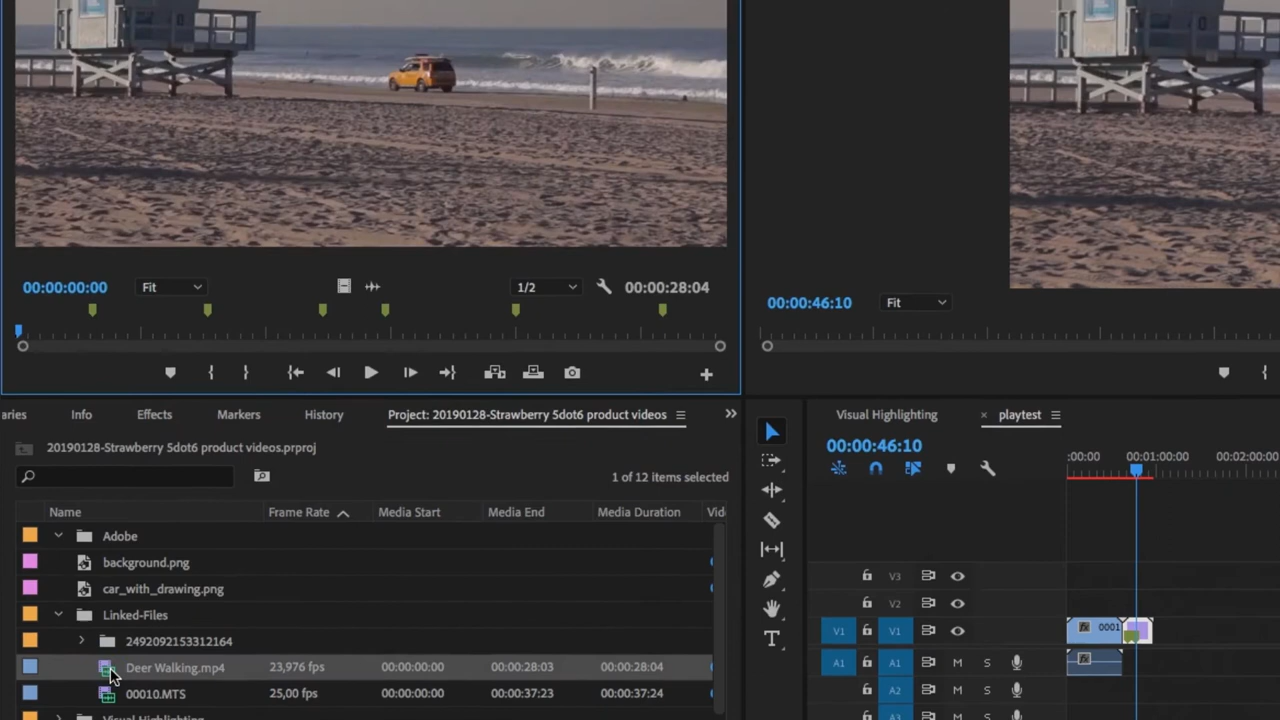 00:00:00:00 Fit 1/2 00:00:28:04
00:00:46:10 Fit
aries Info Effects Markers History Project: 20190128-Strawberry 5dot6 product videos »
20190128-Strawberry 5dot6 product videos.prproj
1 of 12 items selected
Name Frame Rate Media Start Media End Media Duration Vid
Adobe
background.png
car_with_drawing.png
Linked-Files
2492092153312164
Deer Walking.mp4 23,976 fps 00:00:00:00 00:00:28:03 00:00:28:04
00010.MTS 25,00 fps 00:00:00:00 00:00:37:23 00:00:37:24
Visual Highlighting
Visual Highlighting × playtest
00:00:46:10
:00:00 00:01:00:00 00:02:00:00
V3
V2
V1 V1 fx 0001
A1 A1 M S fx
A2 M S
A3 M S